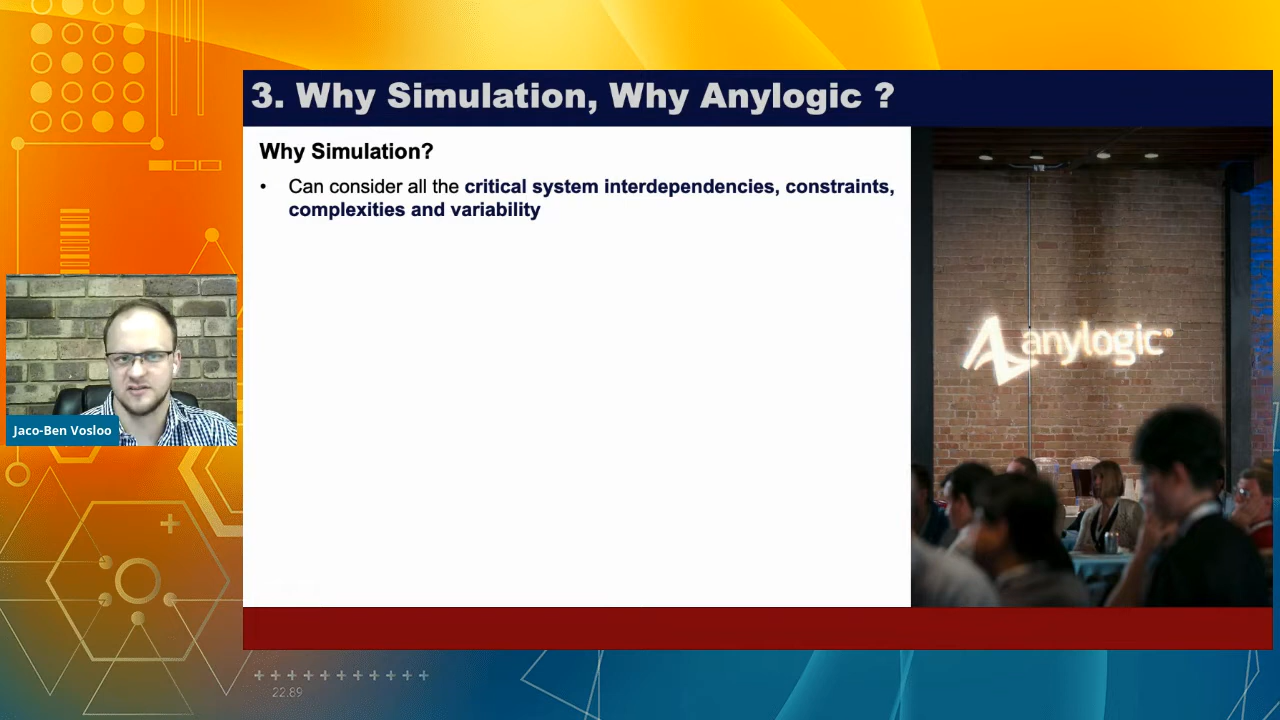 3. Why Simulation, Why Anylogic ?
Why Simulation?
• Can consider all the critical system interdependencies, constraints,
complexities and variability
anylogic®
Jaco-Ben Vosloo
22.89